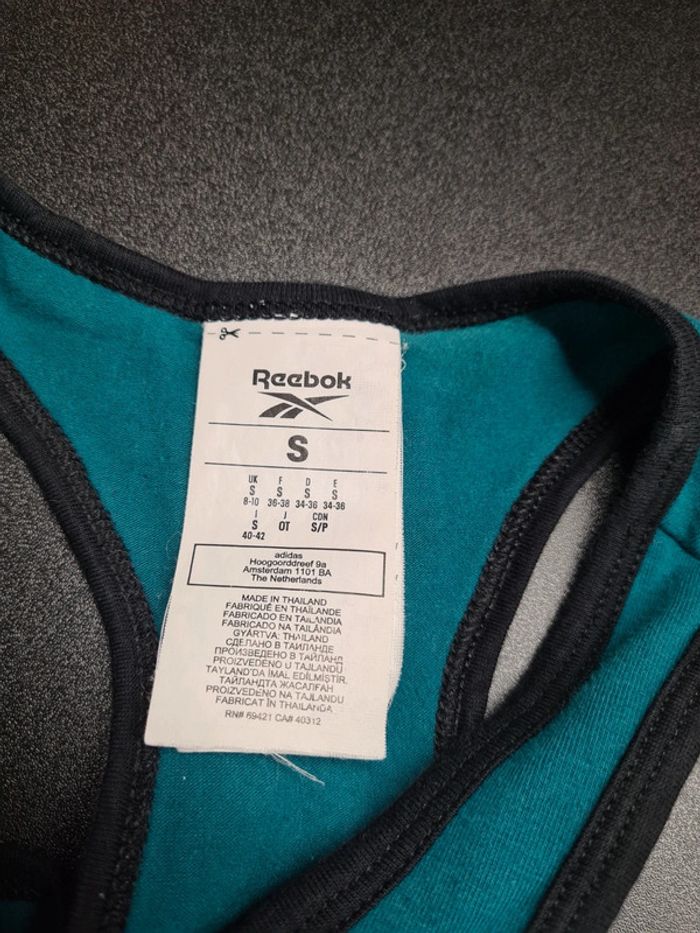 Reebok
S
UK F D E
S S S S
8-10 36-38 34-36 34-36
I J CDN
S OT S/P
40-42
adidas
Hoogoorddreef 9a
Amsterdam 1101 BA
The Netherlands
MADE IN THAILAND
FABRIQUÉ EN THAÏLANDE
FABRICADO EN TAILANDIA
FABRICADO NA TAILÂNDIA
GYÁRTVA: THAILAND
СДЕЛАНО В ТАИЛАНДЕ
ПРОИЗВЕДЕНО В ТАЙЛАНД
PROIZVEDENO U TAJLANDU
TAYLAND'DA İMAL EDİLMİŞTİR.
ТАЙЛАНДТА ЖАСАЛҒАН
PROIZVEDENO NA TAJLANDU
FABRICAT ÎN THAILANDA
RN# 69421 CA# 40312